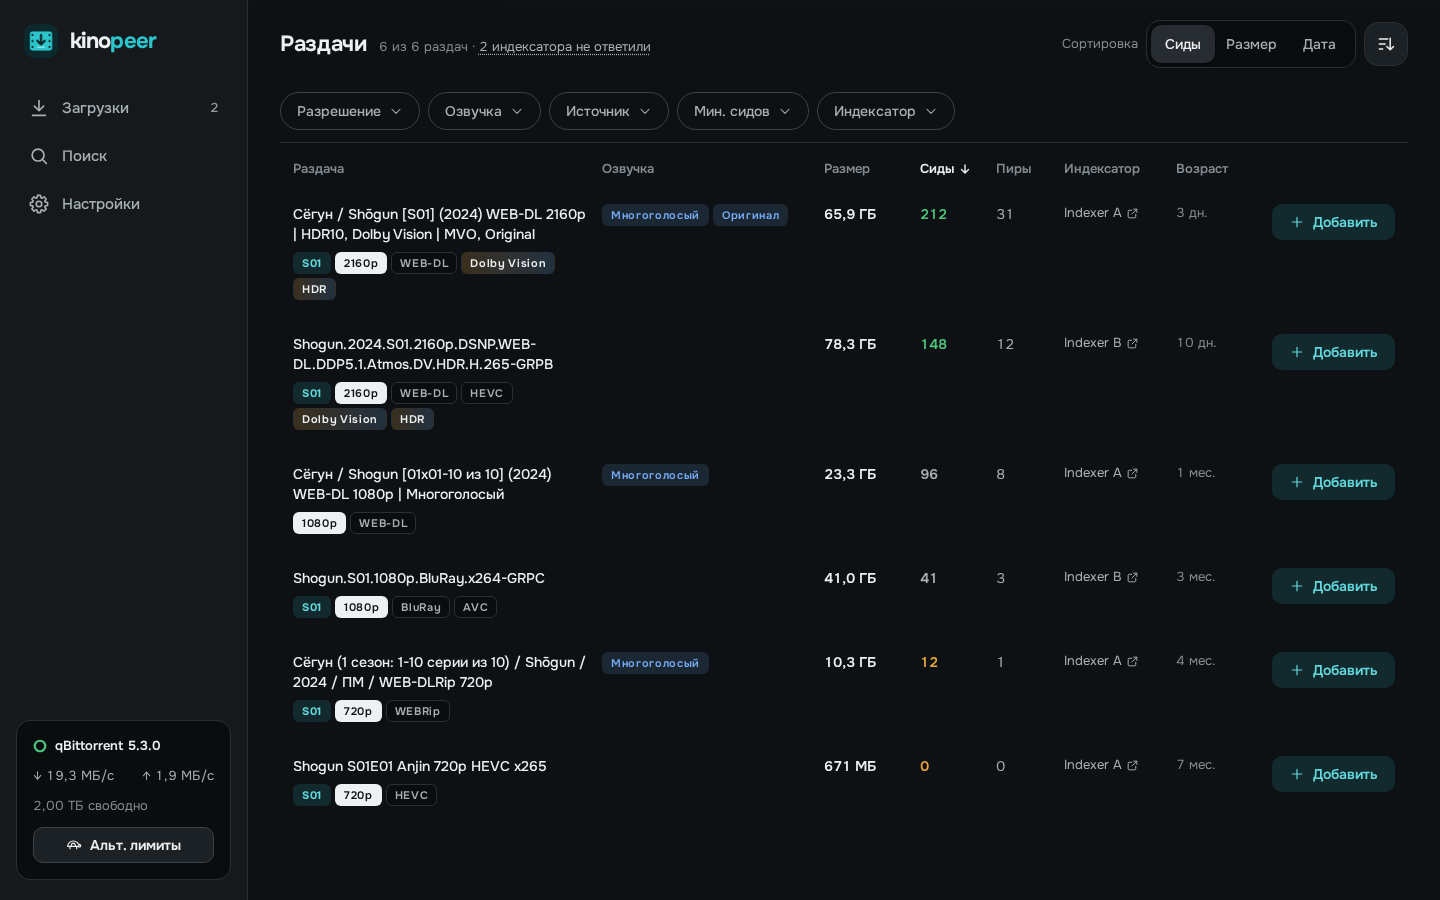 kinopeer
Загрузки 2
Поиск
Настройки
qBittorrent 5.3.0
↓ 19,3 МБ/с ↑ 1,9 МБ/с
2,00 ТБ свободно
Альт. лимиты
Раздачи 6 из 6 раздач · 2 индексатора не ответили
Сортировка Сиды Размер Дата
Разрешение Озвучка Источник Мин. сидов Индексатор
Раздача Озвучка Размер Сиды ↓ Пиры Индексатор Возраст
Сёгун / Shōgun [S01] (2024) WEB-DL 2160p
| HDR10, Dolby Vision | MVO, Original
S01 2160p WEB-DL Dolby Vision
HDR
Многоголосый Оригинал 65,9 ГБ 212 31 Indexer A 3 дн. + Добавить
Shogun.2024.S01.2160p.DSNP.WEB-
DL.DDP5.1.Atmos.DV.HDR.H.265-GRPB
S01 2160p WEB-DL HEVC
Dolby Vision HDR
78,3 ГБ 148 12 Indexer B 10 дн. + Добавить
Сёгун / Shogun [01x01-10 из 10] (2024)
WEB-DL 1080p | Многоголосый
1080p WEB-DL
Многоголосый 23,3 ГБ 96 8 Indexer A 1 мес. + Добавить
Shogun.S01.1080p.BluRay.x264-GRPC
S01 1080p BluRay AVC
41,0 ГБ 41 3 Indexer B 3 мес. + Добавить
Сёгун (1 сезон: 1-10 серии из 10) / Shōgun /
2024 / ПМ / WEB-DLRip 720p
S01 720p WEBRip
Многоголосый 10,3 ГБ 12 1 Indexer A 4 мес. + Добавить
Shogun S01E01 Anjin 720p HEVC x265
S01 720p HEVC
671 МБ 0 0 Indexer A 7 мес. + Добавить